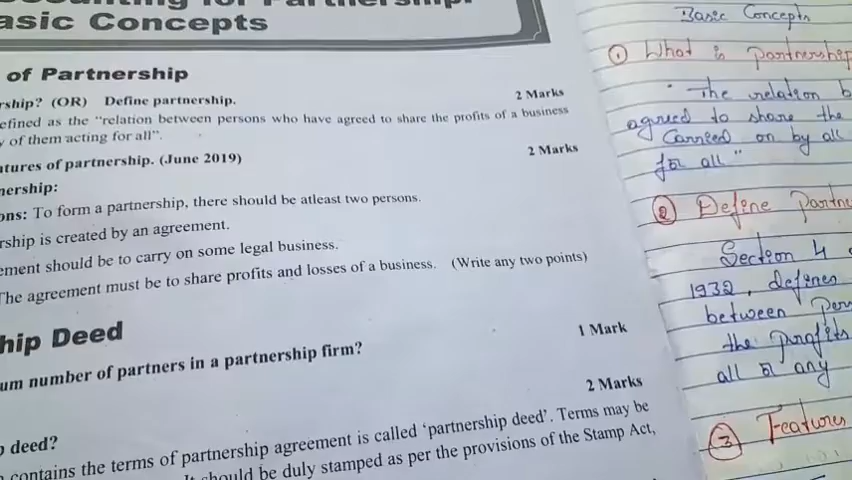 asic Concepts
of Partnership
rship? (OR) Define partnership. 2 Marks
efined as the "relation between persons who have agreed to share the profits of a business
y of them acting for all".
atures of partnership. (June 2019) 2 Marks
nership:
ons: To form a partnership, there should be atleast two persons.
rship is created by an agreement.
ement should be to carry on some legal business.
The agreement must be to share profits and losses of a business. (Write any two points)
hip Deed
um number of partners in a partnership firm? 1 Mark
2 Marks
p deed?
contains the terms of partnership agreement is called 'partnership deed'. Terms may be
It should be duly stamped as per the provisions of the Stamp Act,
Basic Concepts
① What is partnership
"The relation b
agreed to share the
Carried on by all
for all"
② Define Partne
Section 4
1932, defines
between per
the profits
all or any
③ Features